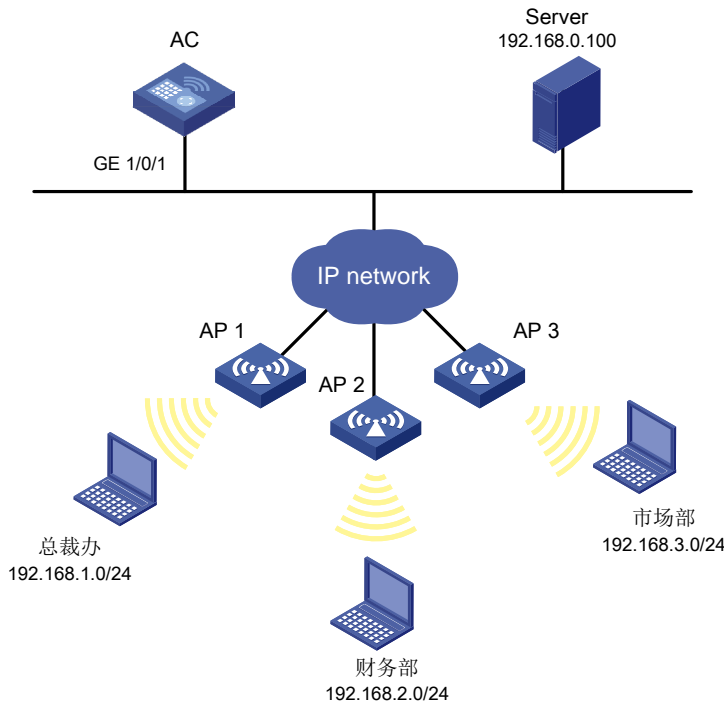 AC
Server
192.168.0.100
GE 1/0/1
IP network
AP 1
AP 2
AP 3
总裁办
192.168.1.0/24
财务部
192.168.2.0/24
市场部
192.168.3.0/24